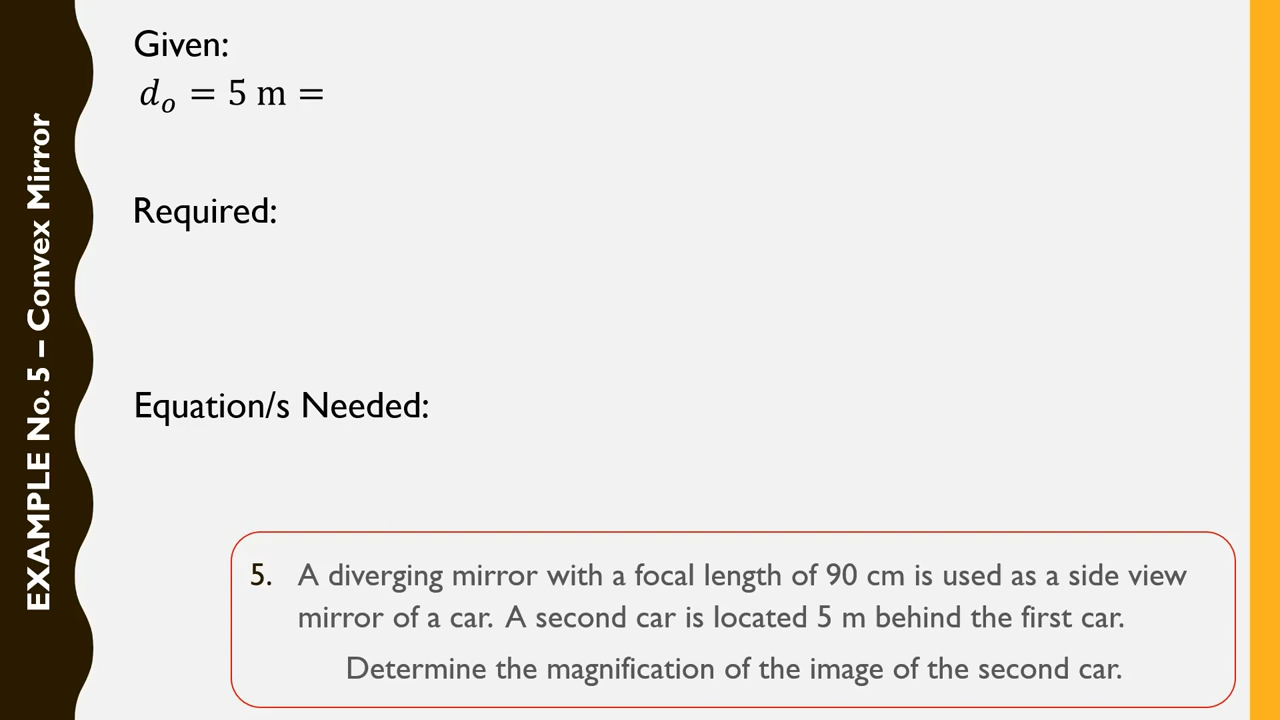 EXAMPLE No. 5 – Convex Mirror
Given:
𝑑ₒ = 5 m =
Required:
Equation/s Needed:
5. A diverging mirror with a focal length of 90 cm is used as a side view
mirror of a car. A second car is located 5 m behind the first car.
Determine the magnification of the image of the second car.